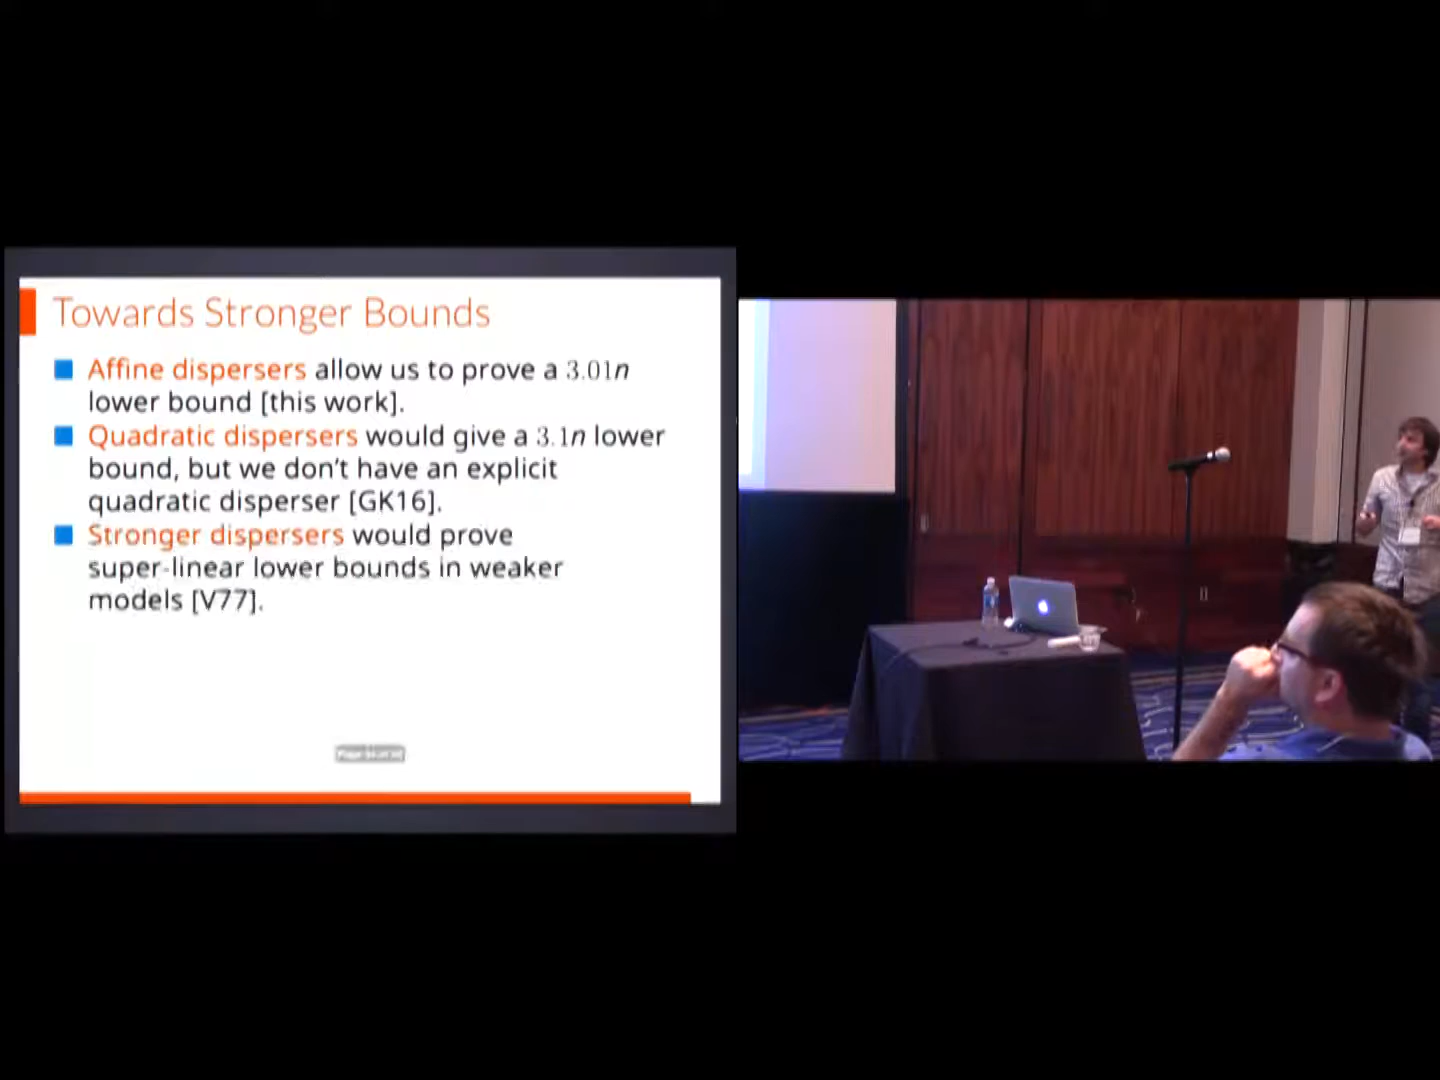 Towards Stronger Bounds
Affine dispersers allow us to prove a 3.01n
lower bound [this work].
Quadratic dispersers would give a 3.1n lower
bound, but we don't have an explicit
quadratic disperser [GK16].
Stronger dispersers would prove
super-linear lower bounds in weaker
models [V77].